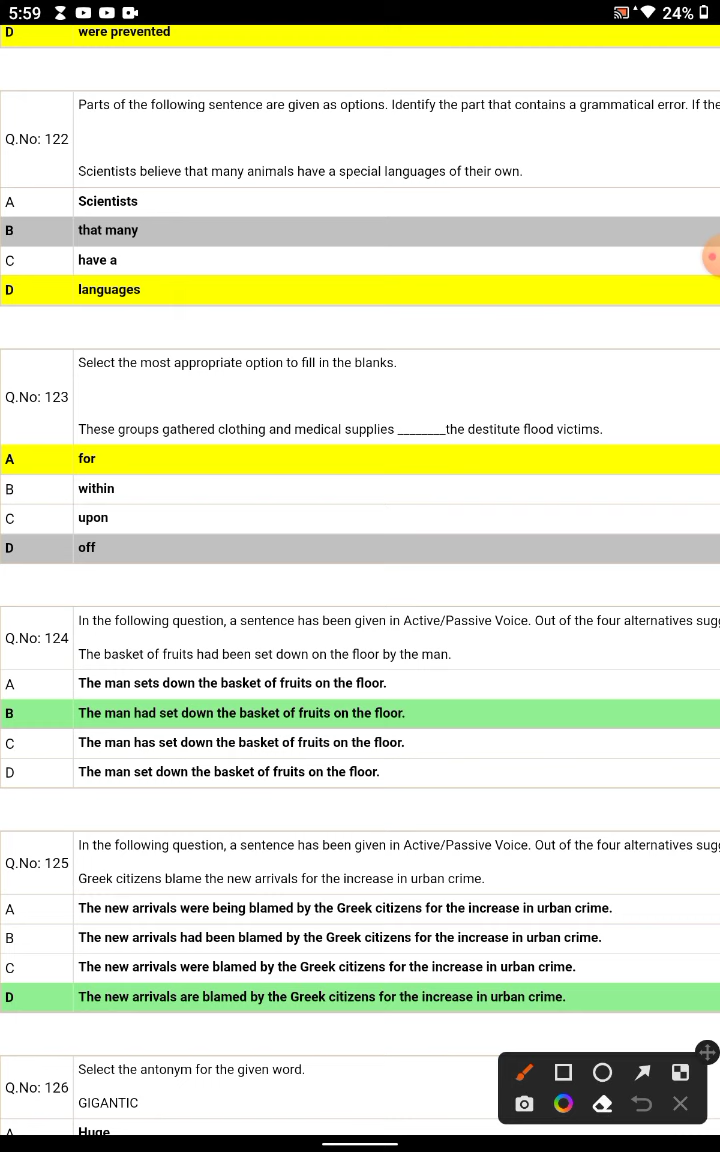 5:59 24%
D were prevented
Parts of the following sentence are given as options. Identify the part that contains a grammatical error. If the
Q.No: 122
Scientists believe that many animals have a special languages of their own.
A Scientists
B that many
C have a
D languages
Select the most appropriate option to fill in the blanks.
Q.No: 123
These groups gathered clothing and medical supplies ________the destitute flood victims.
A for
B within
C upon
D off
In the following question, a sentence has been given in Active/Passive Voice. Out of the four alternatives sugg
Q.No: 124
The basket of fruits had been set down on the floor by the man.
A The man sets down the basket of fruits on the floor.
B The man had set down the basket of fruits on the floor.
C The man has set down the basket of fruits on the floor.
D The man set down the basket of fruits on the floor.
In the following question, a sentence has been given in Active/Passive Voice. Out of the four alternatives sugg
Q.No: 125
Greek citizens blame the new arrivals for the increase in urban crime.
A The new arrivals were being blamed by the Greek citizens for the increase in urban crime.
B The new arrivals had been blamed by the Greek citizens for the increase in urban crime.
C The new arrivals were blamed by the Greek citizens for the increase in urban crime.
D The new arrivals are blamed by the Greek citizens for the increase in urban crime.
Select the antonym for the given word.
Q.No: 126
GIGANTIC
A Huge